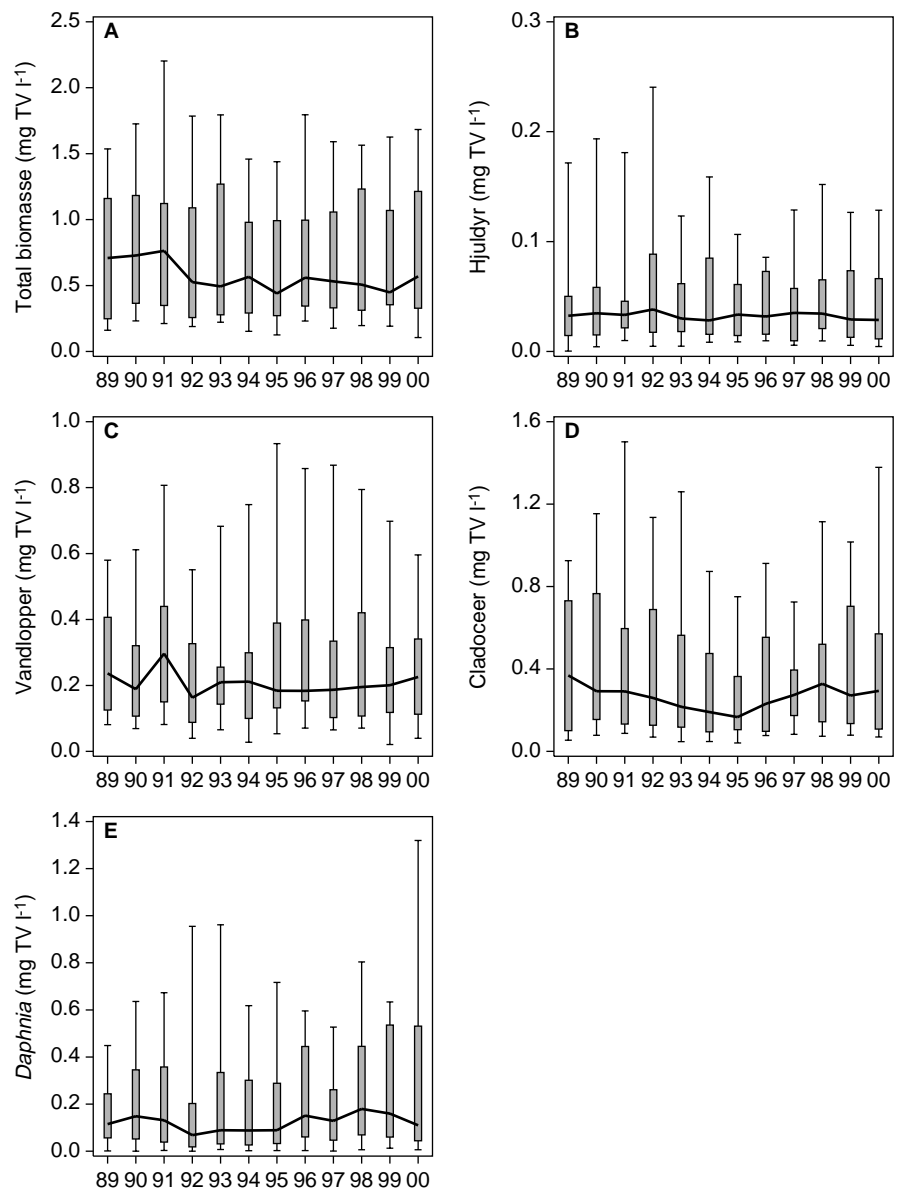 A
Total biomasse (mg TV l-1)
2.5
2.0
1.5
1.0
0.5
0.0
89 90 91 92 93 94 95 96 97 98 99 00
B
Hjuldyr (mg TV l-1)
0.3
0.2
0.1
0.0
89 90 91 92 93 94 95 96 97 98 99 00
C
Vandlopper (mg TV l-1)
1.0
0.8
0.6
0.4
0.2
0.0
89 90 91 92 93 94 95 96 97 98 99 00
D
Cladoceer (mg TV l-1)
1.6
1.2
0.8
0.4
0.0
89 90 91 92 93 94 95 96 97 98 99 00
E
Daphnia (mg TV l-1)
1.4
1.2
1.0
0.8
0.6
0.4
0.2
0.0
89 90 91 92 93 94 95 96 97 98 99 00